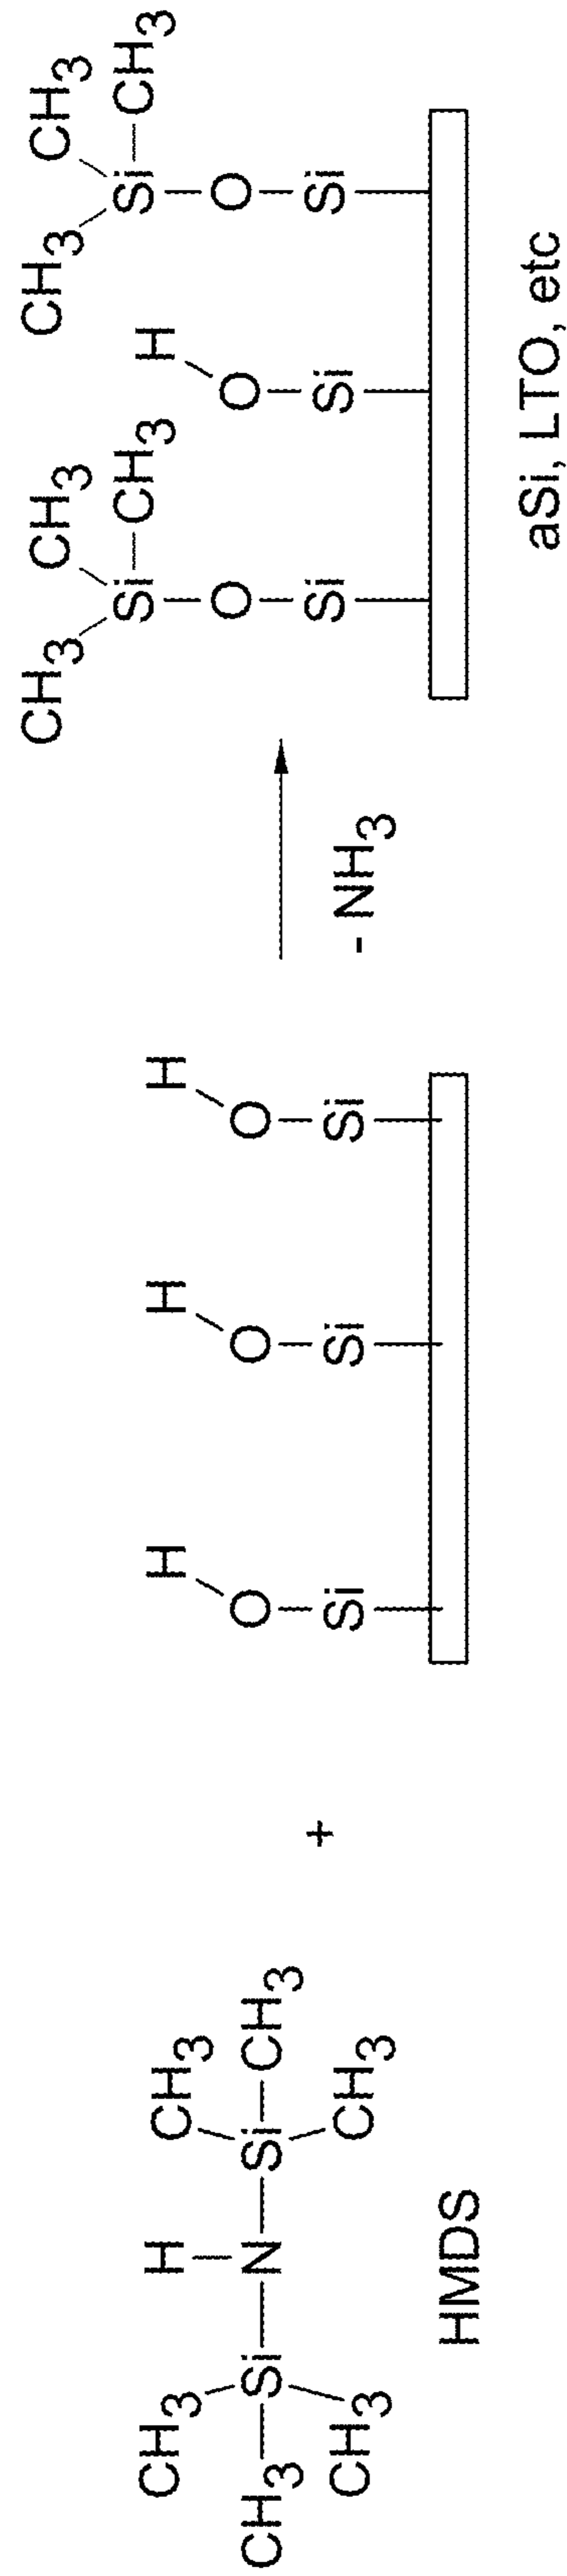 CH3 H CH3
CH3 — Si — N — Si — CH3
CH3 CH3
HMDS
+
H H H
O O O
Si Si Si
- NH3
CH3 CH3 CH3 CH3
Si — CH3 H Si — CH3
O O O
Si Si Si
aSi, LTO, etc